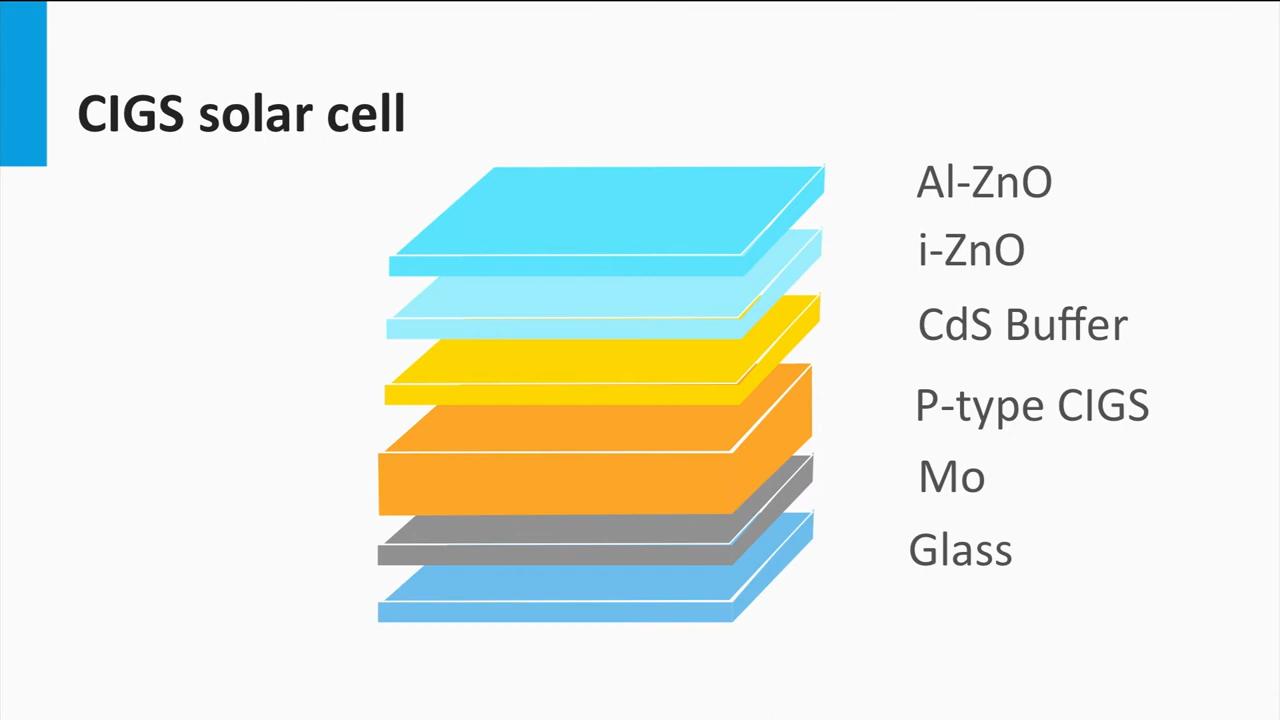 CIGS solar cell
Al-ZnO
i-ZnO
CdS Buffer
P-type CIGS
Mo
Glass